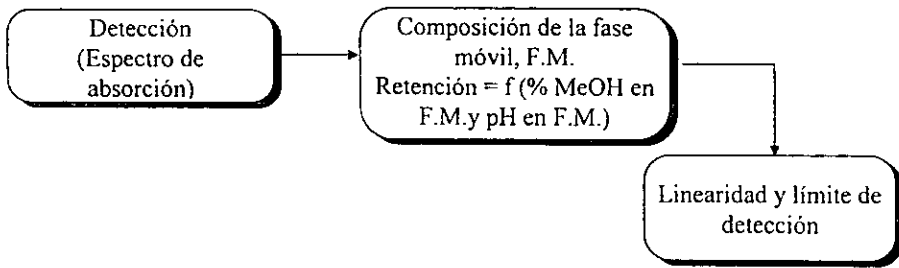 Detección
(Espectro de
absorción)
Composición de la fase
móvil, F.M.
Retención = f (% MeOH en
F.M.y pH en F.M.)
Linearidad y límite de
detección